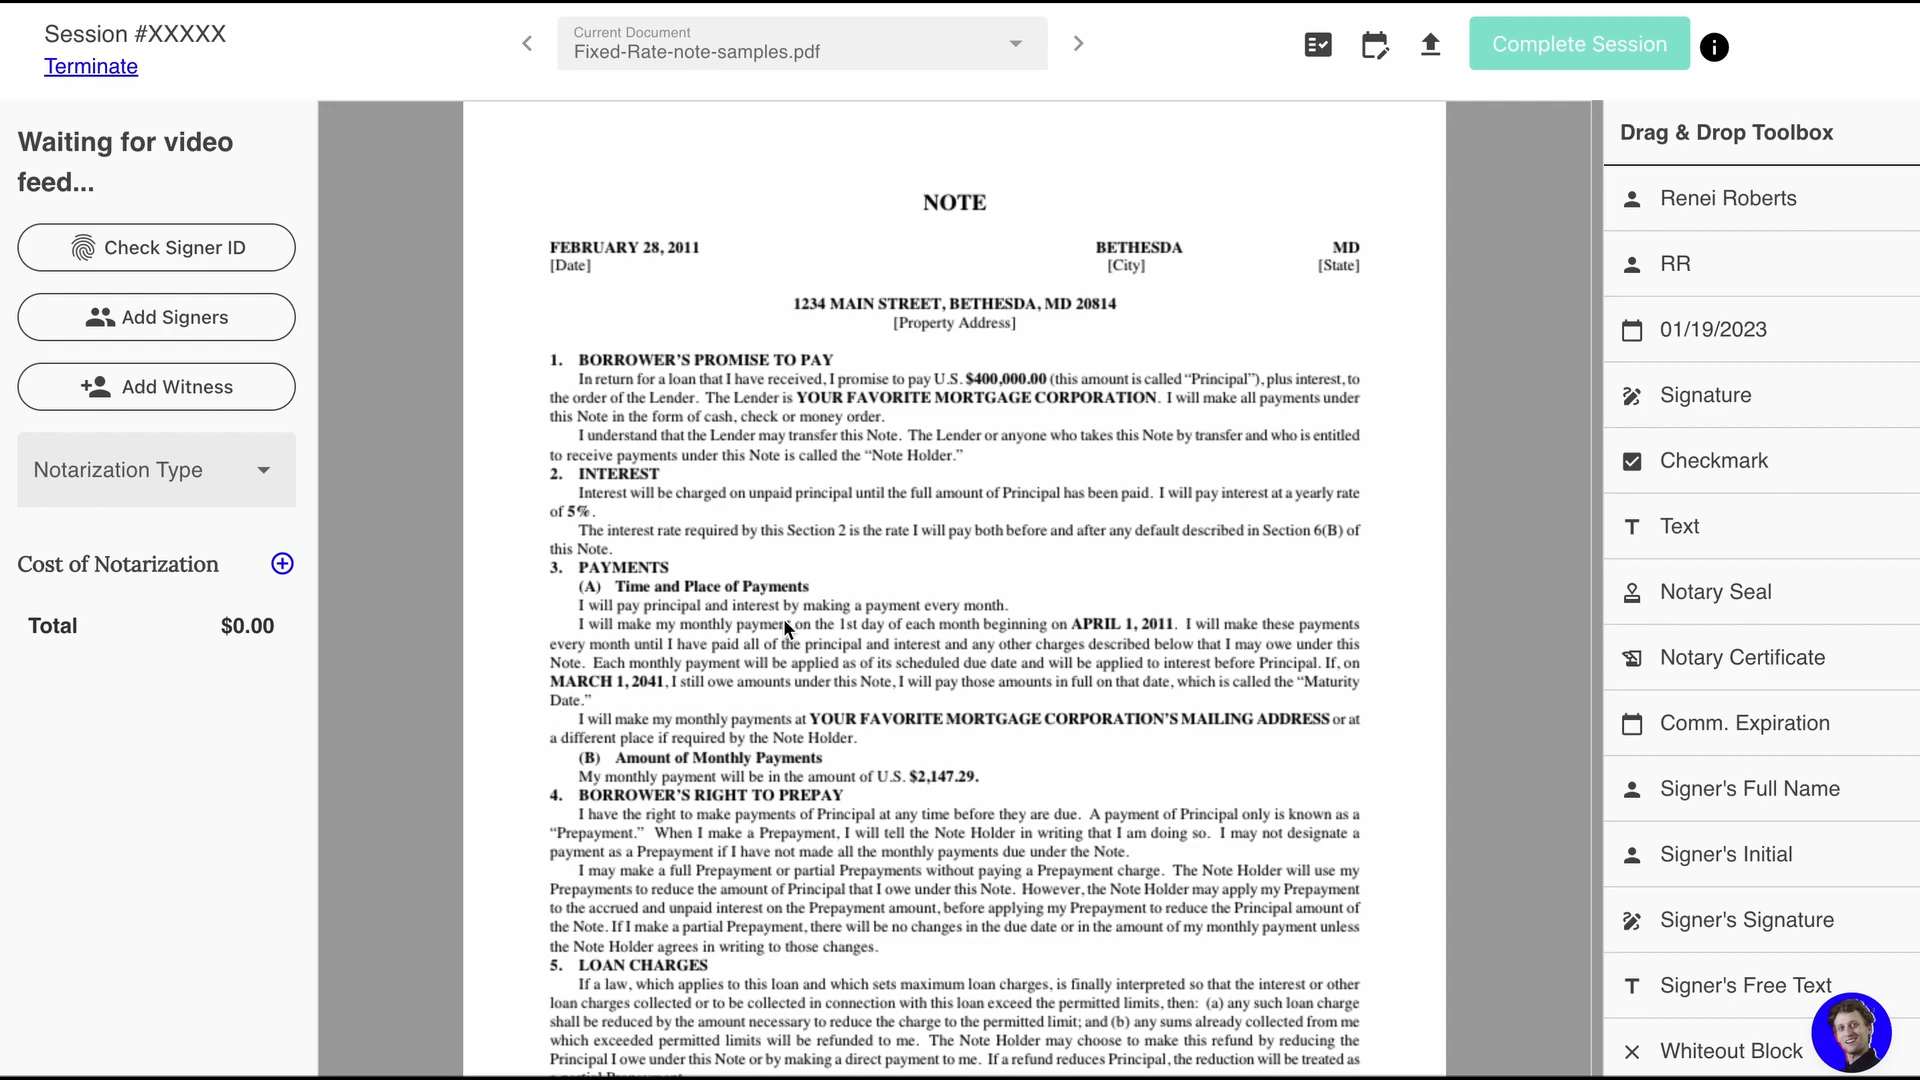 Session #XXXXX
Terminate
Current Document
Fixed-Rate-note-samples.pdf
Complete Session
Waiting for video
feed...
Check Signer ID
Add Signers
Add Witness
Notarization Type
Cost of Notarization
Total $0.00
NOTE
FEBRUARY 28, 2011 BETHESDA MD
[Date] [City] [State]
1234 MAIN STREET, BETHESDA, MD 20814
[Property Address]
1. BORROWER'S PROMISE TO PAY
In return for a loan that I have received, I promise to pay U.S. $400,000.00 (this amount is called “Principal”), plus interest, to
the order of the Lender. The Lender is YOUR FAVORITE MORTGAGE CORPORATION. I will make all payments under
this Note in the form of cash, check or money order.
I understand that the Lender may transfer this Note. The Lender or anyone who takes this Note by transfer and who is entitled
to receive payments under this Note is called the “Note Holder.”
2. INTEREST
Interest will be charged on unpaid principal until the full amount of Principal has been paid. I will pay interest at a yearly rate
of 5%.
The interest rate required by this Section 2 is the rate I will pay both before and after any default described in Section 6(B) of
this Note.
3. PAYMENTS
(A) Time and Place of Payments
I will pay principal and interest by making a payment every month.
I will make my monthly payment on the 1st day of each month beginning on APRIL 1, 2011. I will make these payments
every month until I have paid all of the principal and interest and any other charges described below that I may owe under this
Note. Each monthly payment will be applied as of its scheduled due date and will be applied to interest before Principal. If, on
MARCH 1, 2041, I still owe amounts under this Note, I will pay those amounts in full on that date, which is called the “Maturity
Date.”
I will make my monthly payments at YOUR FAVORITE MORTGAGE CORPORATION'S MAILING ADDRESS or at
a different place if required by the Note Holder.
(B) Amount of Monthly Payments
My monthly payment will be in the amount of U.S. $2,147.29.
4. BORROWER'S RIGHT TO PREPAY
I have the right to make payments of Principal at any time before they are due. A payment of Principal only is known as a
“Prepayment.” When I make a Prepayment, I will tell the Note Holder in writing that I am doing so. I may not designate a
payment as a Prepayment if I have not made all the monthly payments due under the Note.
I may make a full Prepayment or partial Prepayments without paying a Prepayment charge. The Note Holder will use my
Prepayments to reduce the amount of Principal that I owe under this Note. However, the Note Holder may apply my Prepayment
to the accrued and unpaid interest on the Prepayment amount, before applying my Prepayment to reduce the Principal amount of
the Note. If I make a partial Prepayment, there will be no changes in the due date or in the amount of my monthly payment unless
the Note Holder agrees in writing to those changes.
5. LOAN CHARGES
If a law, which applies to this loan and which sets maximum loan charges, is finally interpreted so that the interest or other
loan charges collected or to be collected in connection with this loan exceed the permitted limits, then: (a) any such loan charge
shall be reduced by the amount necessary to reduce the charge to the permitted limit; and (b) any sums already collected from me
which exceeded permitted limits will be refunded to me. The Note Holder may choose to make this refund by reducing the
Principal I owe under this Note or by making a direct payment to me. If a refund reduces Principal, the reduction will be treated as
Drag & Drop Toolbox
Renei Roberts
RR
01/19/2023
Signature
Checkmark
Text
Notary Seal
Notary Certificate
Comm. Expiration
Signer's Full Name
Signer's Initial
Signer's Signature
Signer's Free Text
Whiteout Block